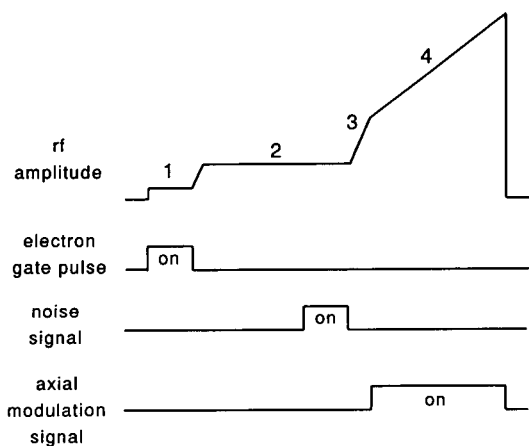 4
3
rf
amplitude
1
2
electron
gate pulse
on
noise
signal
on
axial
modulation
signal
on